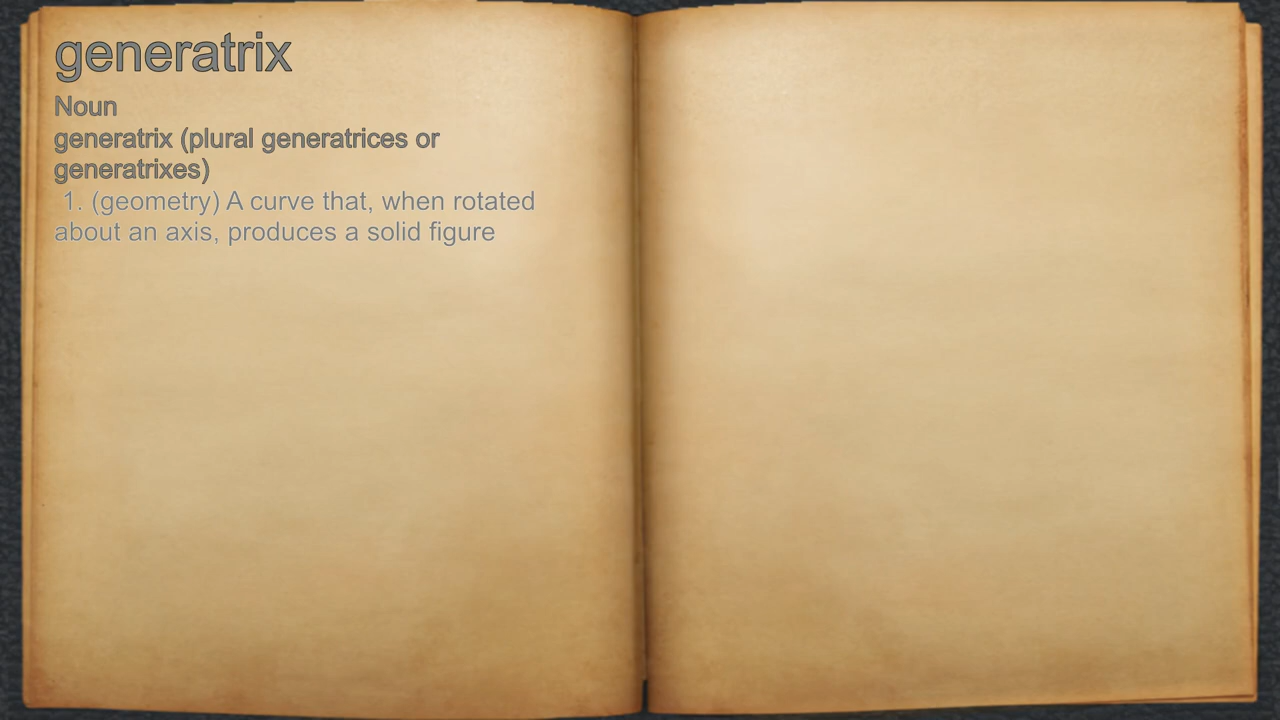 generatrix
Noun
generatrix (plural generatrices or
generatrixes)
1. (geometry) A curve that, when rotated
about an axis, produces a solid figure